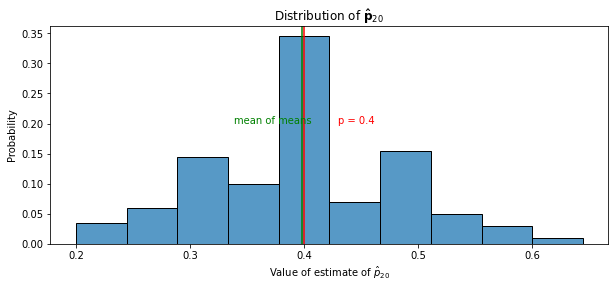 Distribution of p̂₂₀
0.35
0.30
0.25
0.20
0.15
0.10
0.05
0.00
Probability
mean of means
p = 0.4
0.2 0.3 0.4 0.5 0.6
Value of estimate of p̂₂₀